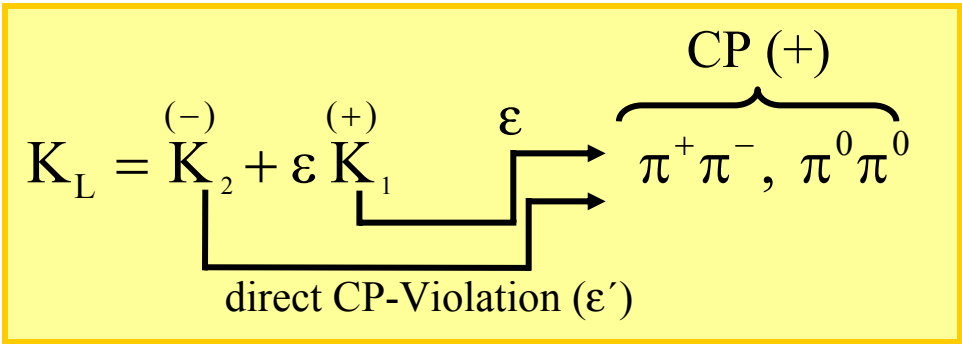 CP (+)
(−) (+) ε
K_L = K_2 + ε K_1 π⁺π⁻, π⁰π⁰
direct CP-Violation (ε´)